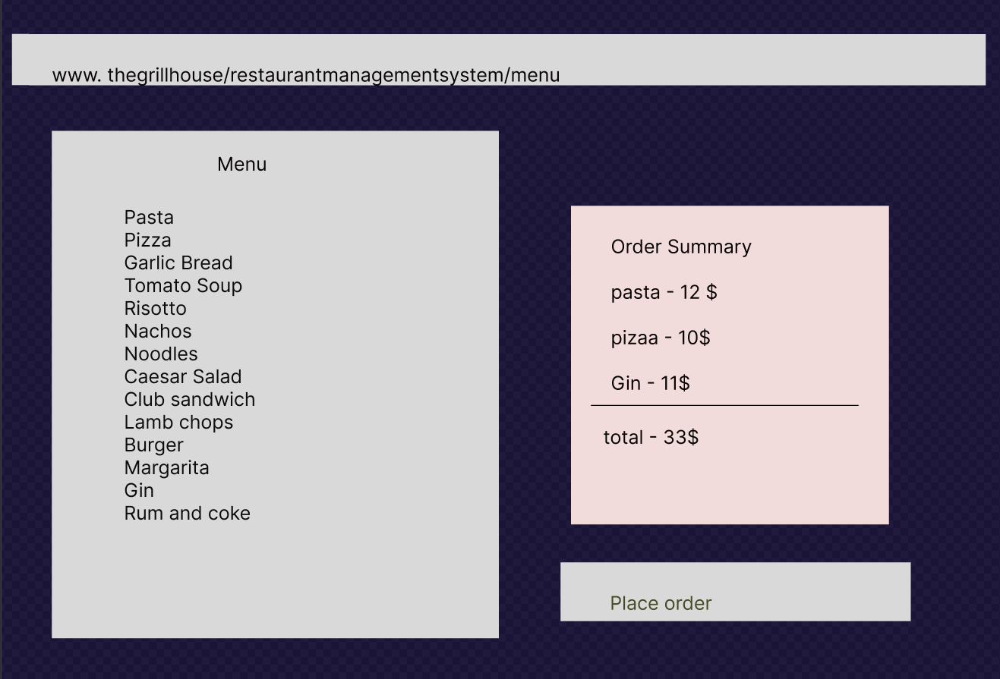 www. thegrillhouse/restaurantmanagementsystem/menu
Menu
Pasta
Pizza
Garlic Bread
Tomato Soup
Risotto
Nachos
Noodles
Caesar Salad
Club sandwich
Lamb chops
Burger
Margarita
Gin
Rum and coke
Order Summary
pasta - 12 $
pizaa - 10$
Gin - 11$
total - 33$
Place order